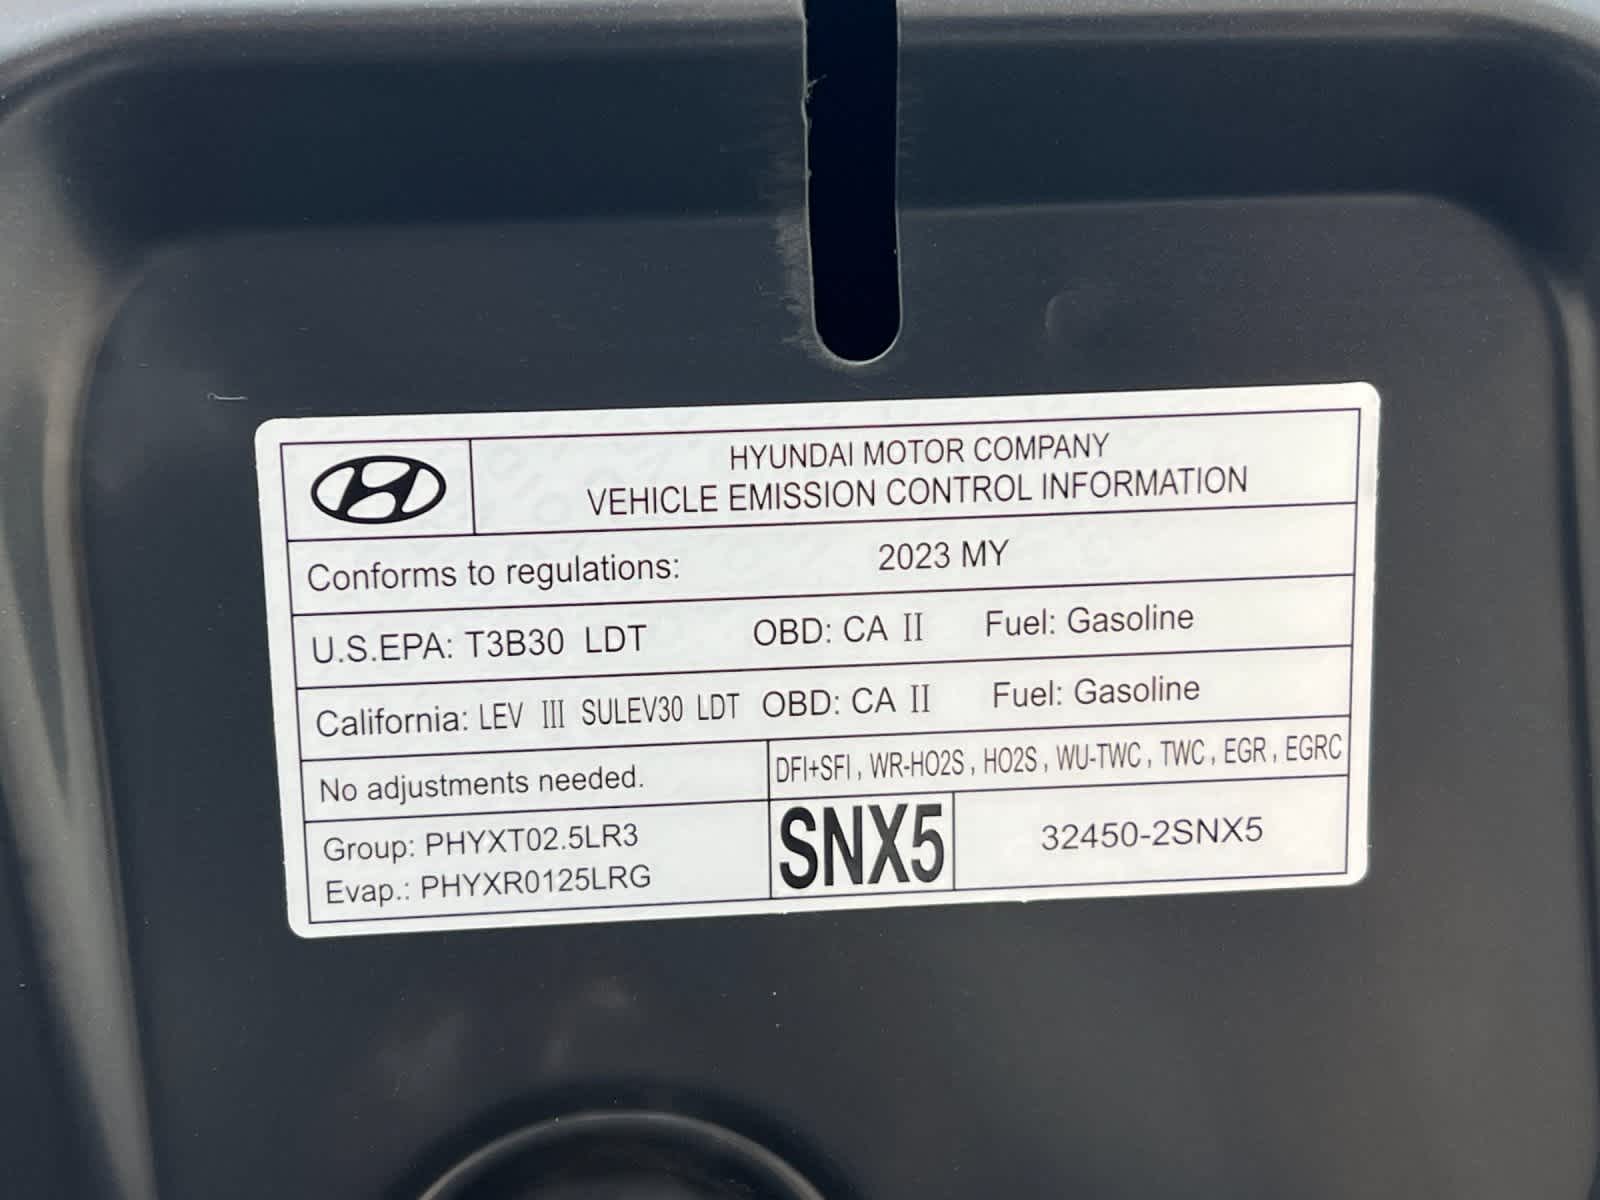 HYUNDAI MOTOR COMPANY
VEHICLE EMISSION CONTROL INFORMATION
Conforms to regulations: 2023 MY
U.S.EPA: T3B30 LDT OBD: CA II Fuel: Gasoline
California: LEV III SULEV30 LDT OBD: CA II Fuel: Gasoline
No adjustments needed.
DFI+SFI , WR-HO2S , HO2S , WU-TWC , TWC , EGR , EGRC
Group: PHYXT02.5LR3
Evap.: PHYXR0125LRG
SNX5
32450-2SNX5